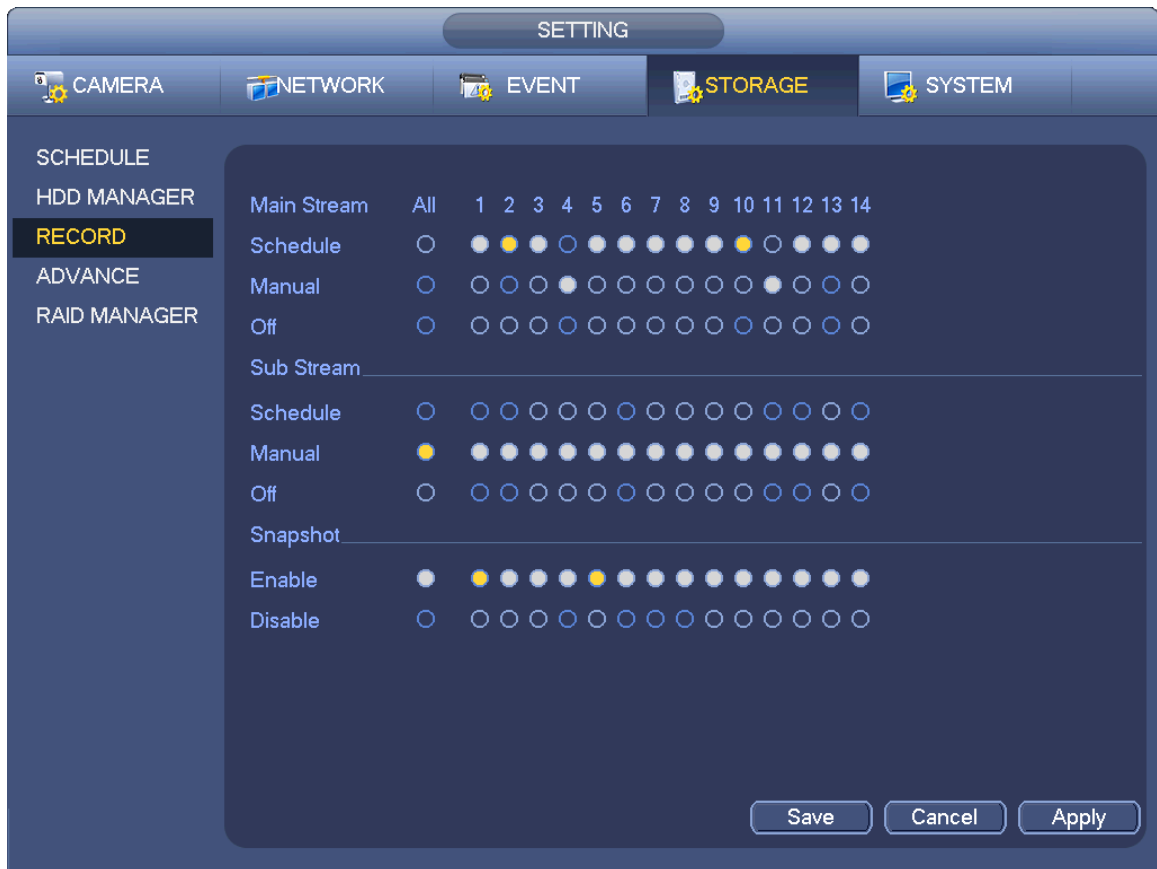 SETTING
CAMERA NETWORK EVENT STORAGE SYSTEM
SCHEDULE
HDD MANAGER
RECORD
ADVANCE
RAID MANAGER
Main Stream All 1 2 3 4 5 6 7 8 9 10 11 12 13 14
Schedule
Manual
Off
Sub Stream
Schedule
Manual
Off
Snapshot
Enable
Disable
Save Cancel Apply